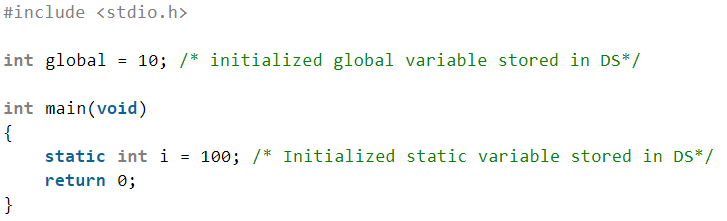 #include <stdio.h>
int global = 10; /* initialized global variable stored in DS*/
int main(void)
{
    static int i = 100; /* Initialized static variable stored in DS*/
    return 0;
}